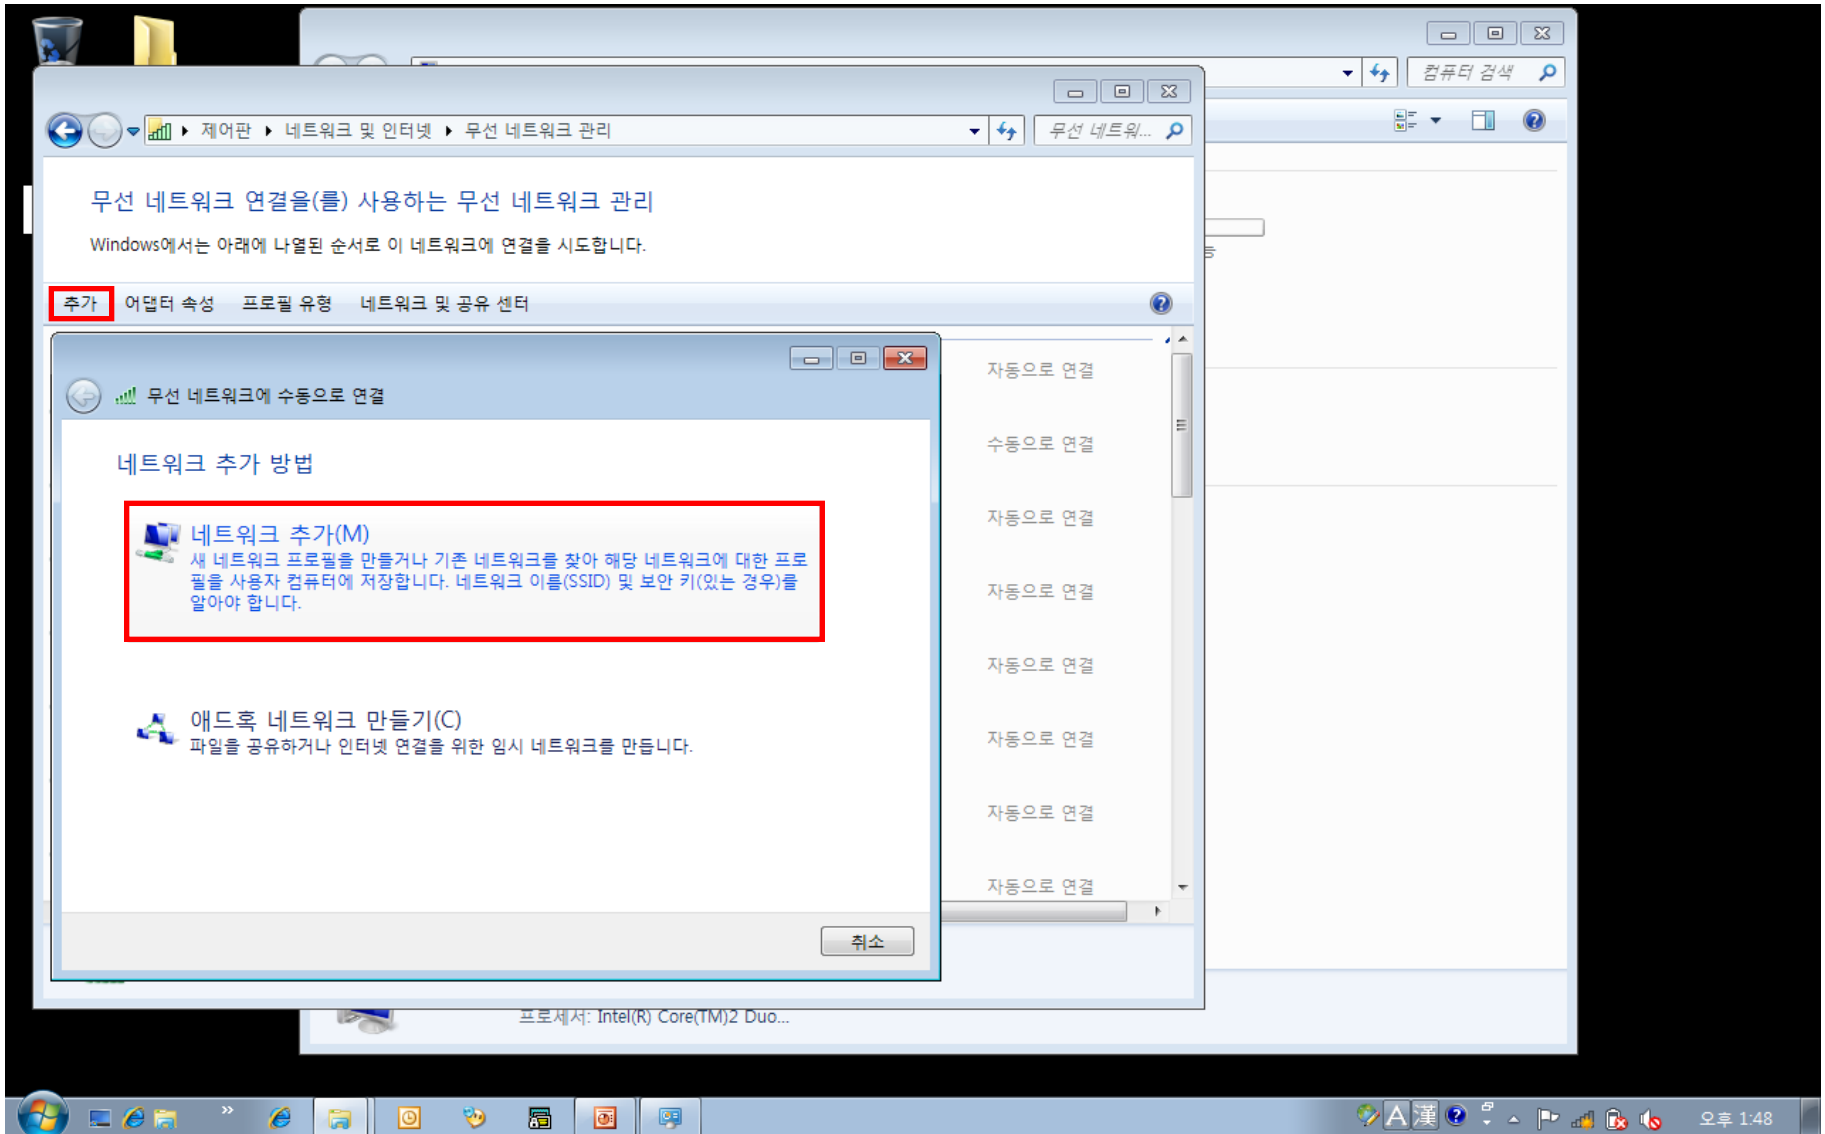 컴퓨터 검색
제어판 ▸ 네트워크 및 인터넷 ▸ 무선 네트워크 관리
무선 네트워...
무선 네트워크 연결을(를) 사용하는 무선 네트워크 관리
Windows에서는 아래에 나열된 순서로 이 네트워크에 연결을 시도합니다.
추가 어댑터 속성 프로필 유형 네트워크 및 공유 센터
무선 네트워크에 수동으로 연결
네트워크 추가 방법
네트워크 추가(M)
새 네트워크 프로필을 만들거나 기존 네트워크를 찾아 해당 네트워크에 대한 프로
필을 사용자 컴퓨터에 저장합니다. 네트워크 이름(SSID) 및 보안 키(있는 경우)를
알아야 합니다.
애드혹 네트워크 만들기(C)
파일을 공유하거나 인터넷 연결을 위한 임시 네트워크를 만듭니다.
취소
자동으로 연결
수동으로 연결
자동으로 연결
자동으로 연결
자동으로 연결
자동으로 연결
자동으로 연결
자동으로 연결
프로세서: Intel(R) Core(TM)2 Duo...
A 漢
오후 1:48